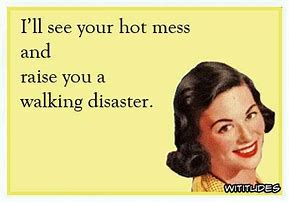 I'll see your hot mess
and
raise you a
walking disaster.
WITITUDES